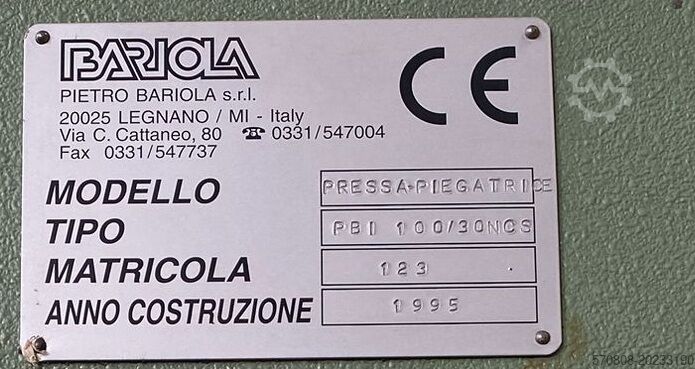 BARIOLA
CE
PIETRO BARIOLA s.r.l.
20025 LEGNANO / MI - Italy
Via C. Cattaneo, 80 ☎ 0331/547004
Fax 0331/547737
MODELLO PRESSA-PIEGATRICE
TIPO PBI 100/30NCS
MATRICOLA 123
ANNO COSTRUZIONE 1995
570808-20233190